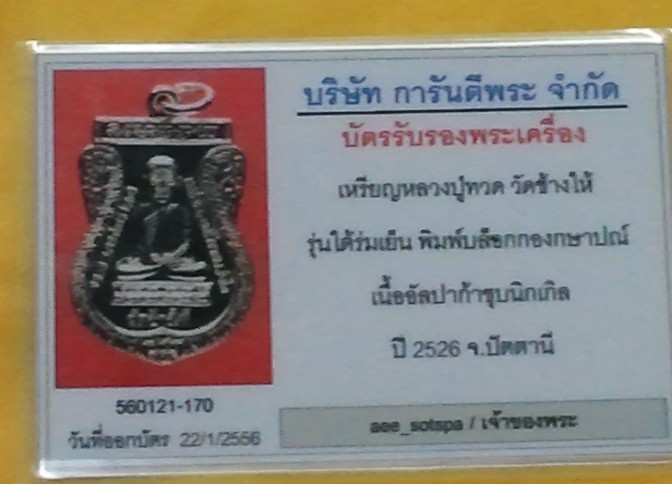 บริษัท การันตีพระ จำกัด
บัตรรับรองพระเครื่อง
เหรียญหลวงปู่ทวด วัดช้างให้
รุ่นใต้ร่มเย็น พิมพ์บล็อกกองกษาปณ์
เนื้ออัลปาก้าชุบนิกเกิล
ปี 2526 จ.ปัตตานี
560121-170
วันที่ออกบัตร 22/1/2556
aee_sotspa / เจ้าของพระ